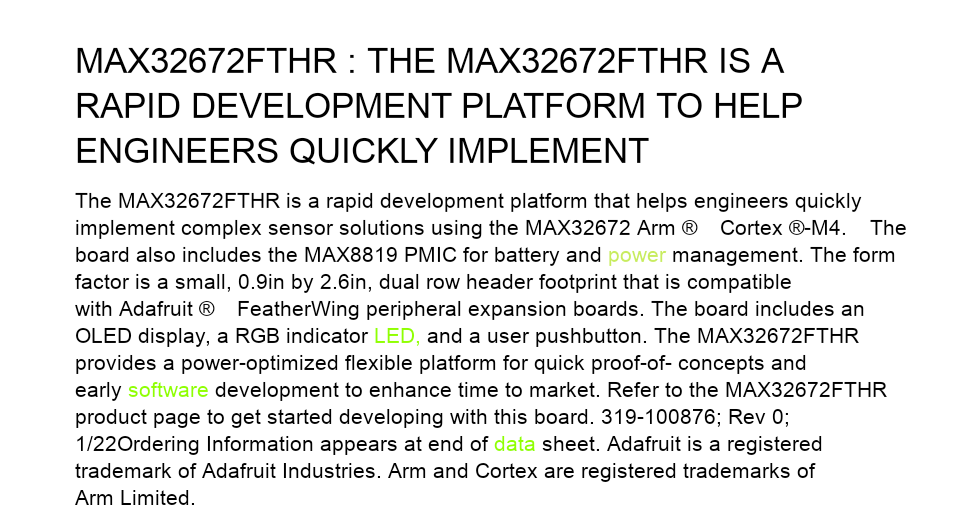 MAX32672FTHR : THE MAX32672FTHR IS A
RAPID DEVELOPMENT PLATFORM TO HELP
ENGINEERS QUICKLY IMPLEMENT
The MAX32672FTHR is a rapid development platform that helps engineers quickly
implement complex sensor solutions using the MAX32672 Arm ® Cortex ®-M4. The
board also includes the MAX8819 PMIC for battery and power management. The form
factor is a small, 0.9in by 2.6in, dual row header footprint that is compatible
with Adafruit ® FeatherWing peripheral expansion boards. The board includes an
OLED display, a RGB indicator LED, and a user pushbutton. The MAX32672FTHR
provides a power-optimized flexible platform for quick proof-of- concepts and
early software development to enhance time to market. Refer to the MAX32672FTHR
product page to get started developing with this board. 319-100876; Rev 0;
1/22Ordering Information appears at end of data sheet. Adafruit is a registered
trademark of Adafruit Industries. Arm and Cortex are registered trademarks of
Arm Limited.